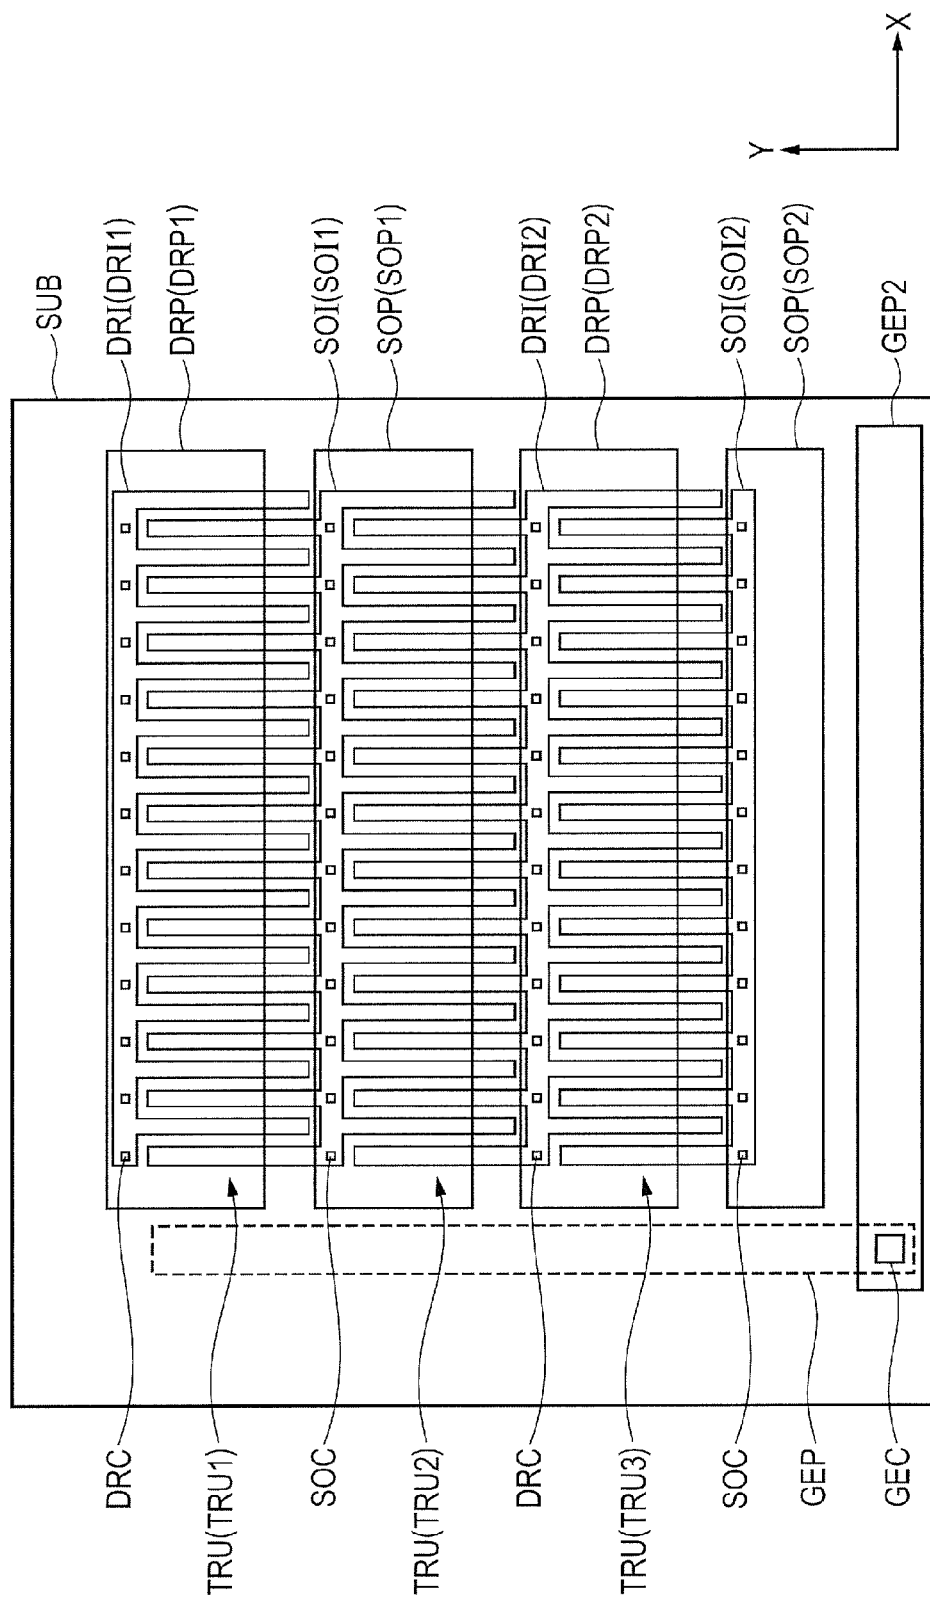 SUB
DRI(DRI1)
DRP(DRP1)
SOI(SOI1)
SOP(SOP1)
DRI(DRI2)
DRP(DRP2)
SOI(SOI2)
SOP(SOP2)
GEP2
Y
X
DRC
TRU(TRU1)
SOC
TRU(TRU2)
DRC
TRU(TRU3)
SOC
GEP
GEC